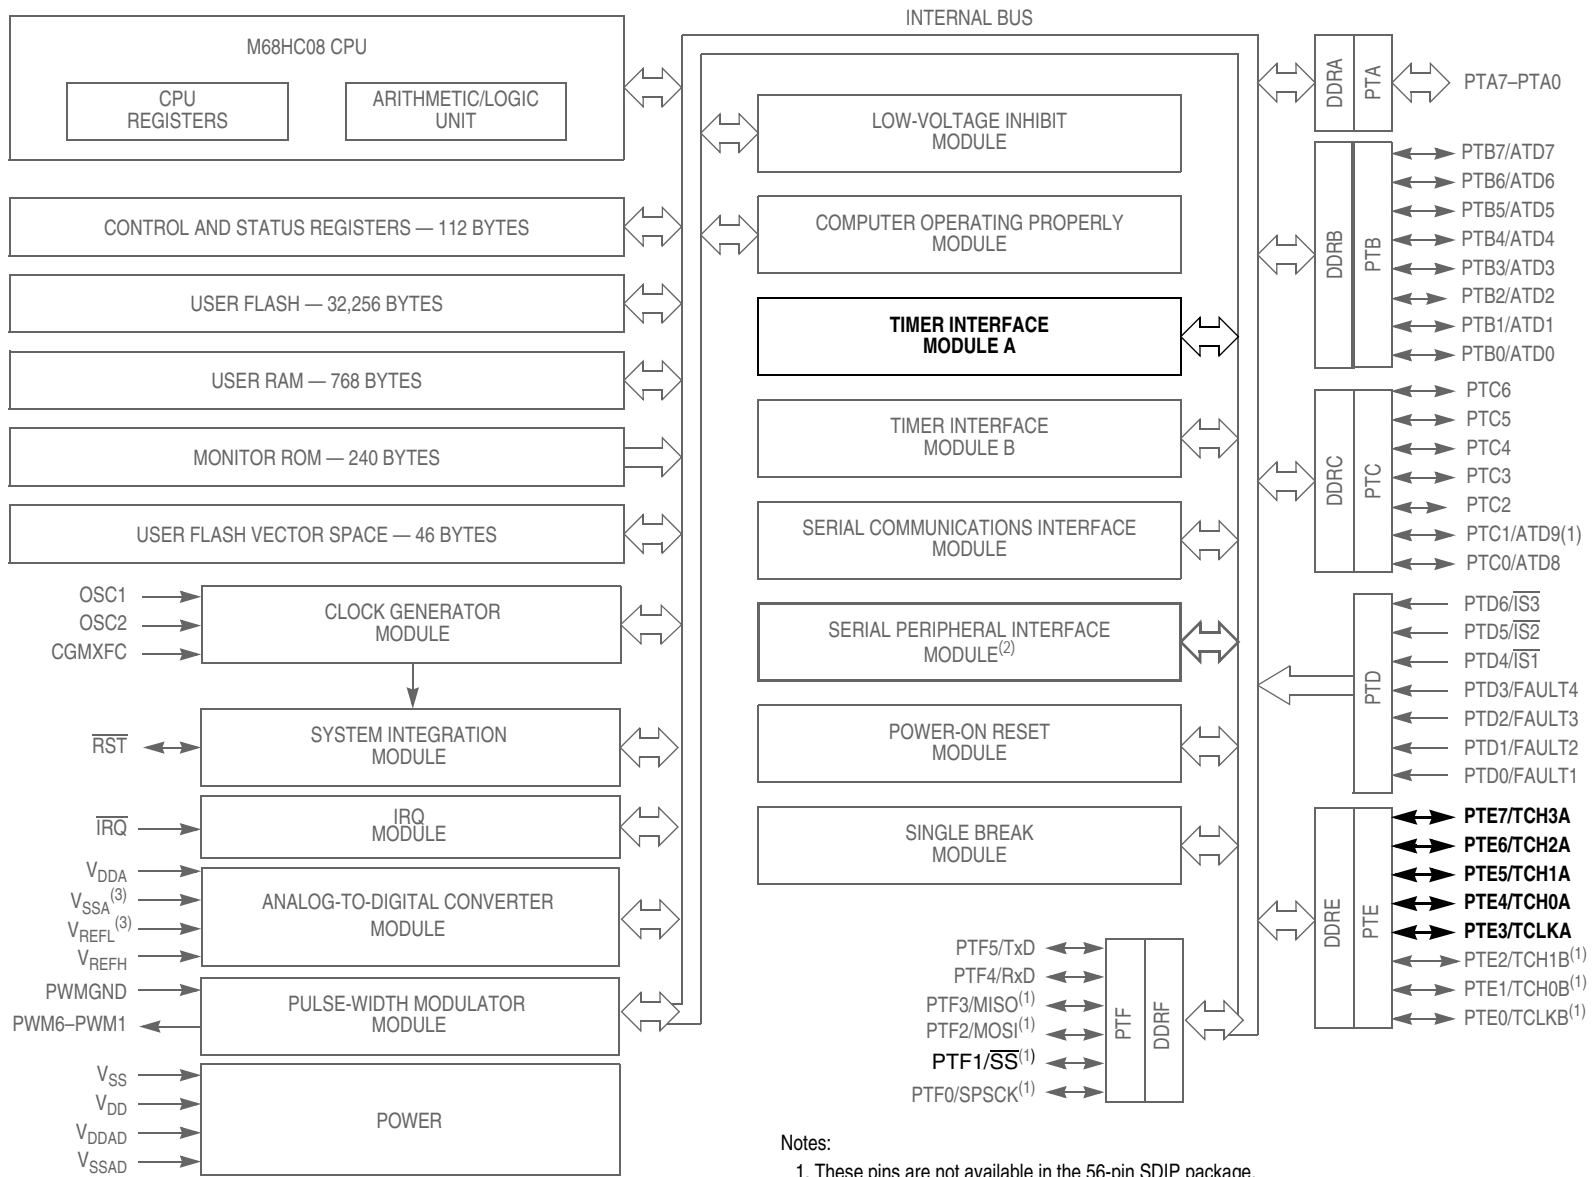 INTERNAL BUS
M68HC08 CPU
CPU
REGISTERS
ARITHMETIC/LOGIC
UNIT
CONTROL AND STATUS REGISTERS — 112 BYTES
USER FLASH — 32,256 BYTES
USER RAM — 768 BYTES
MONITOR ROM — 240 BYTES
USER FLASH VECTOR SPACE — 46 BYTES
OSC1
OSC2
CGMXFC
CLOCK GENERATOR
MODULE
R̅S̅T̅
SYSTEM INTEGRATION
MODULE
I̅R̅Q̅
IRQ
MODULE
VDDA
VSSA(3)
VREFL(3)
VREFH
ANALOG-TO-DIGITAL CONVERTER
MODULE
PWMGND
PWM6–PWM1
PULSE-WIDTH MODULATOR
MODULE
VSS
VDD
VDDAD
VSSAD
POWER
LOW-VOLTAGE INHIBIT
MODULE
COMPUTER OPERATING PROPERLY
MODULE
TIMER INTERFACE
MODULE A
TIMER INTERFACE
MODULE B
SERIAL COMMUNICATIONS INTERFACE
MODULE
SERIAL PERIPHERAL INTERFACE
MODULE(2)
POWER-ON RESET
MODULE
SINGLE BREAK
MODULE
PTF5/TxD
PTF4/RxD
PTF3/MISO(1)
PTF2/MOSI(1)
PTF1/S̅S̅(1)
PTF0/SPSCK(1)
PTF
DDRF
DDRA
PTA
PTA7–PTA0
DDRB
PTB
PTB7/ATD7
PTB6/ATD6
PTB5/ATD5
PTB4/ATD4
PTB3/ATD3
PTB2/ATD2
PTB1/ATD1
PTB0/ATD0
DDRC
PTC
PTC6
PTC5
PTC4
PTC3
PTC2
PTC1/ATD9(1)
PTC0/ATD8
PTD
PTD6/I̅S̅3̅
PTD5/I̅S̅2̅
PTD4/I̅S̅1̅
PTD3/FAULT4
PTD2/FAULT3
PTD1/FAULT2
PTD0/FAULT1
DDRE
PTE
PTE7/TCH3A
PTE6/TCH2A
PTE5/TCH1A
PTE4/TCH0A
PTE3/TCLKA
PTE2/TCH1B(1)
PTE1/TCH0B(1)
PTE0/TCLKB(1)
Notes:
1. These pins are not available in the 56-pin SDIP package.